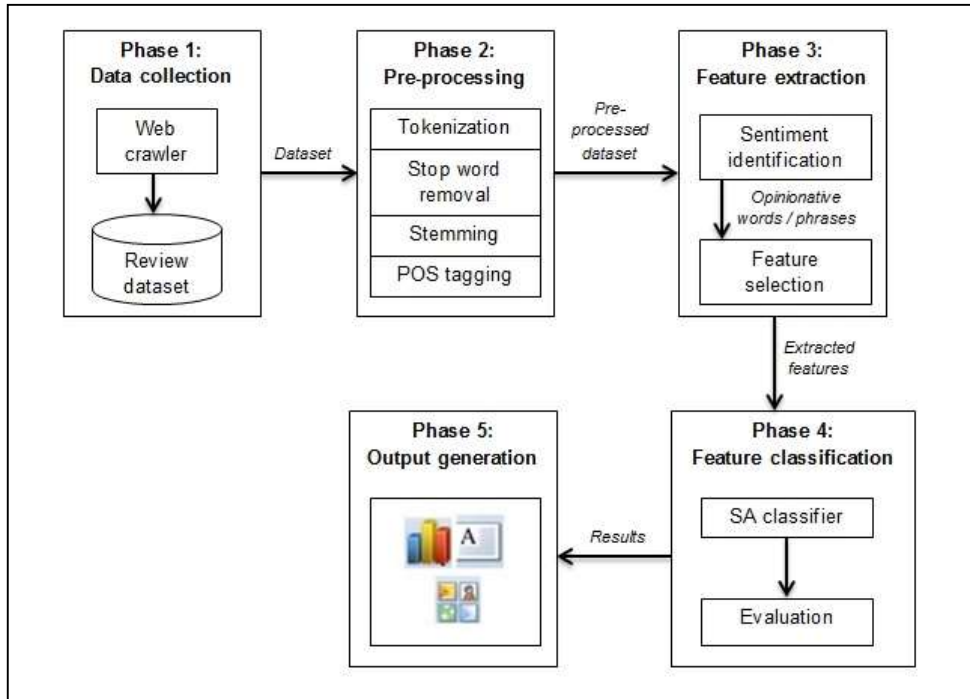 Phase 1:
Data collection
Web
crawler
Review
dataset
Dataset
Phase 2:
Pre-processing
Tokenization
Stop word
removal
Stemming
POS tagging
Pre-
processed
dataset
Phase 3:
Feature extraction
Sentiment
identification
Opinionative
words / phrases
Feature
selection
Extracted
features
Phase 4:
Feature classification
SA classifier
Evaluation
Results
Phase 5:
Output generation
A